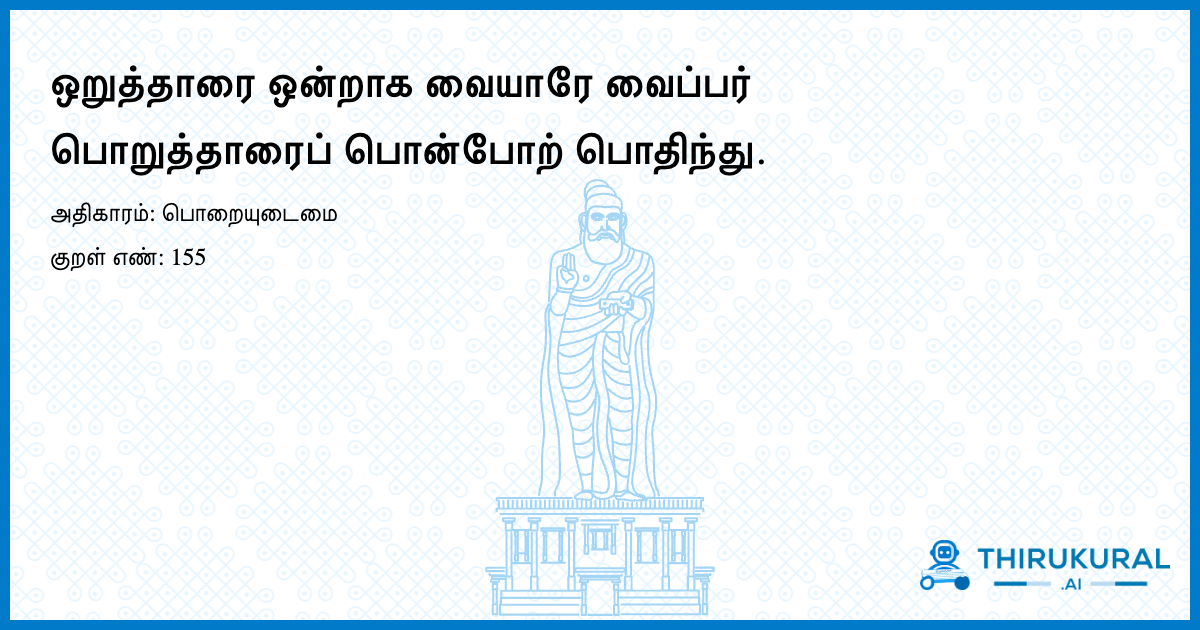 ஒறுத்தாரை ஒன்றாக வையாரே வைப்பர்
பொறுத்தாரைப் பொன்போற் பொதிந்து.
அதிகாரம்: பொறையுடைமை
குறள் எண்: 155
THIRUKURAL
.AI